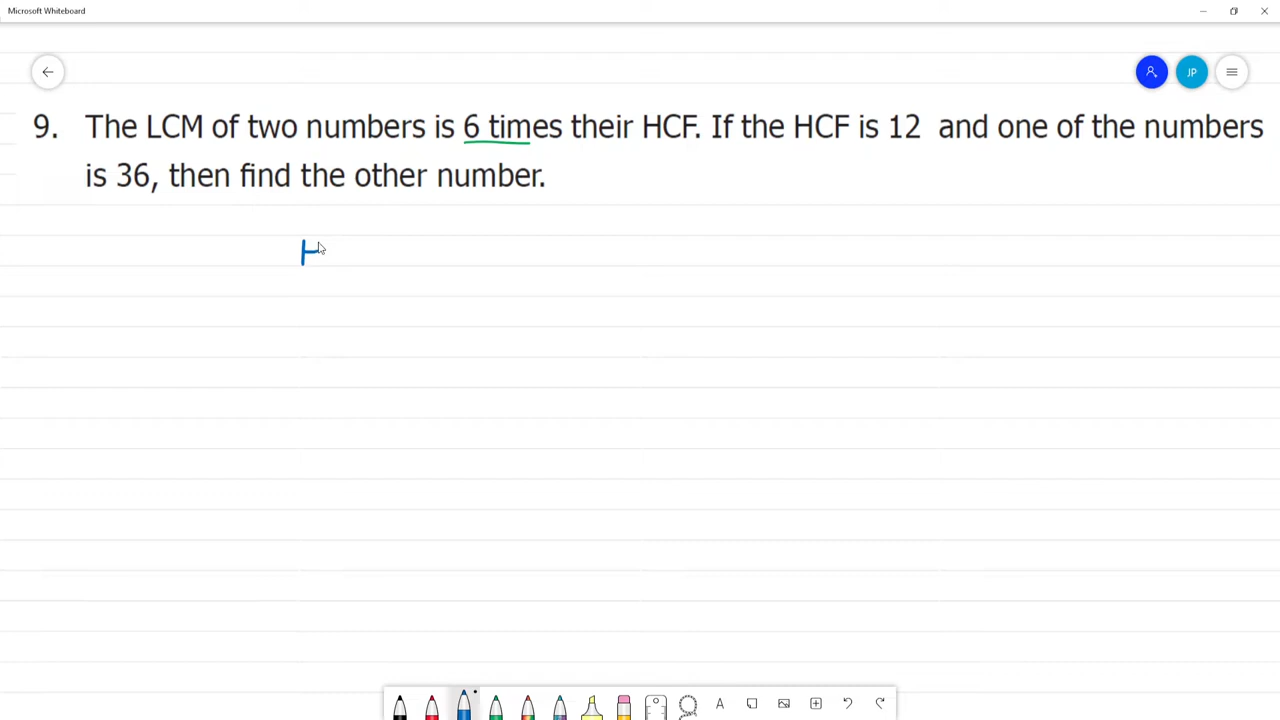 Microsoft Whiteboard
JP
9. The LCM of two numbers is 6 times their HCF. If the HCF is 12 and one of the numbers
is 36, then find the other number.
H
A